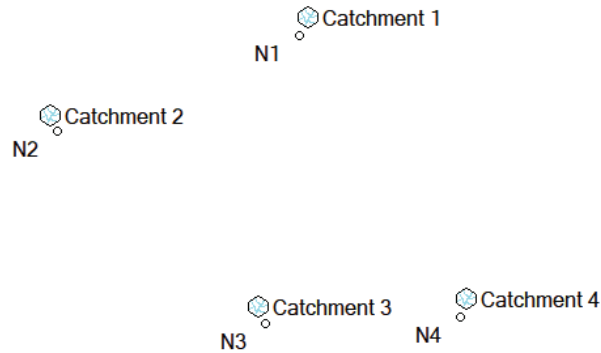 Catchment 1
N1
Catchment 2
N2
Catchment 3
N3
Catchment 4
N4